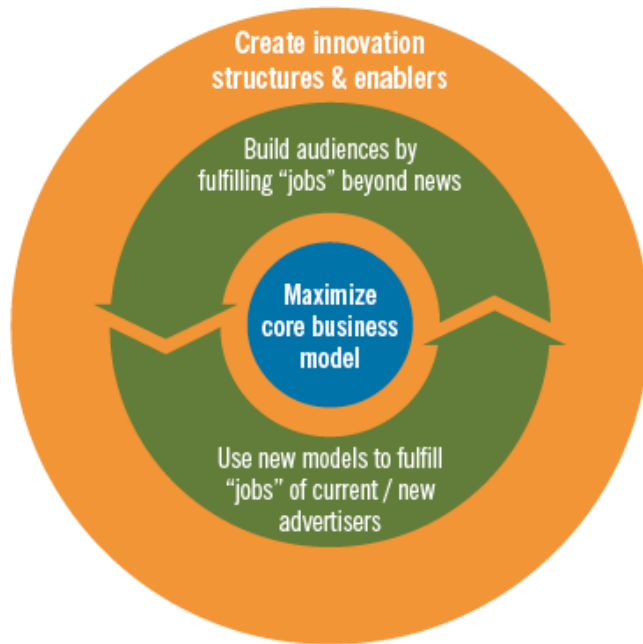 Create innovation
structures & enablers
Build audiences by
fulfilling “jobs” beyond news
Maximize
core business
model
Use new models to fulfill
“jobs” of current / new
advertisers